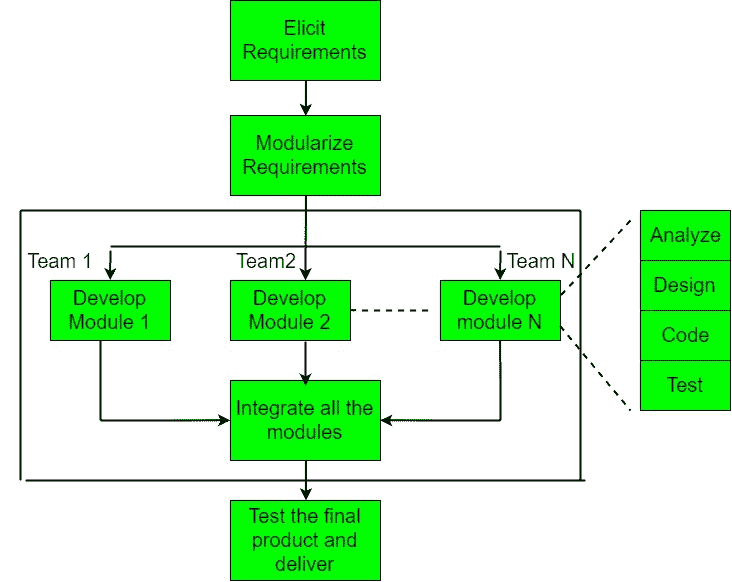 Elicit
Requirements
Modularize
Requirements
Team 1
Team2
Team N
Develop
Module 1
Develop
Module 2
Develop
module N
Analyze
Design
Code
Test
Integrate all the
modules
Test the final
product and
deliver